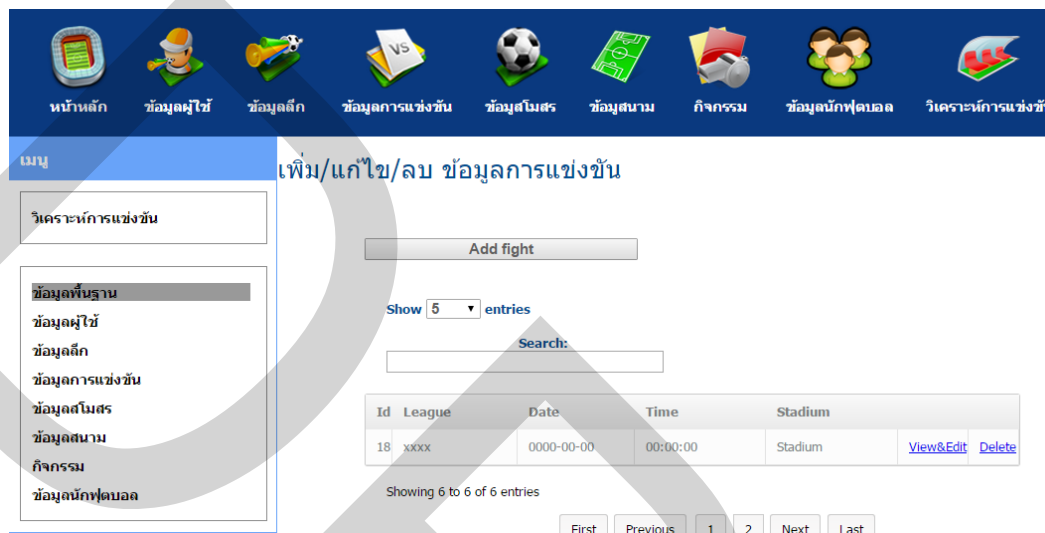 VS
หน้าหลัก ข้อมูลผู้ใช้ ข้อมูลลีก ข้อมูลการแข่งขัน ข้อมูลสโมสร ข้อมูลสนาม กิจกรรม ข้อมูลนักฟุตบอล วิเคราะห์การแข่งขั
เมนู
เพิ่ม/แก้ไข/ลบ ข้อมูลการแข่งขัน
วิเคราะห์การแข่งขัน
Add fight
ข้อมูลพื้นฐาน
ข้อมูลผู้ใช้
ข้อมูลลีก
ข้อมูลการแข่งขัน
ข้อมูลสโมสร
ข้อมูลสนาม
กิจกรรม
ข้อมูลนักฟุตบอล
Show 5 entries
Search:
Id League Date Time Stadium
18 xxxx 0000-00-00 00:00:00 Stadium View&Edit Delete
Showing 6 to 6 of 6 entries
First Previous 1 2 Next Last